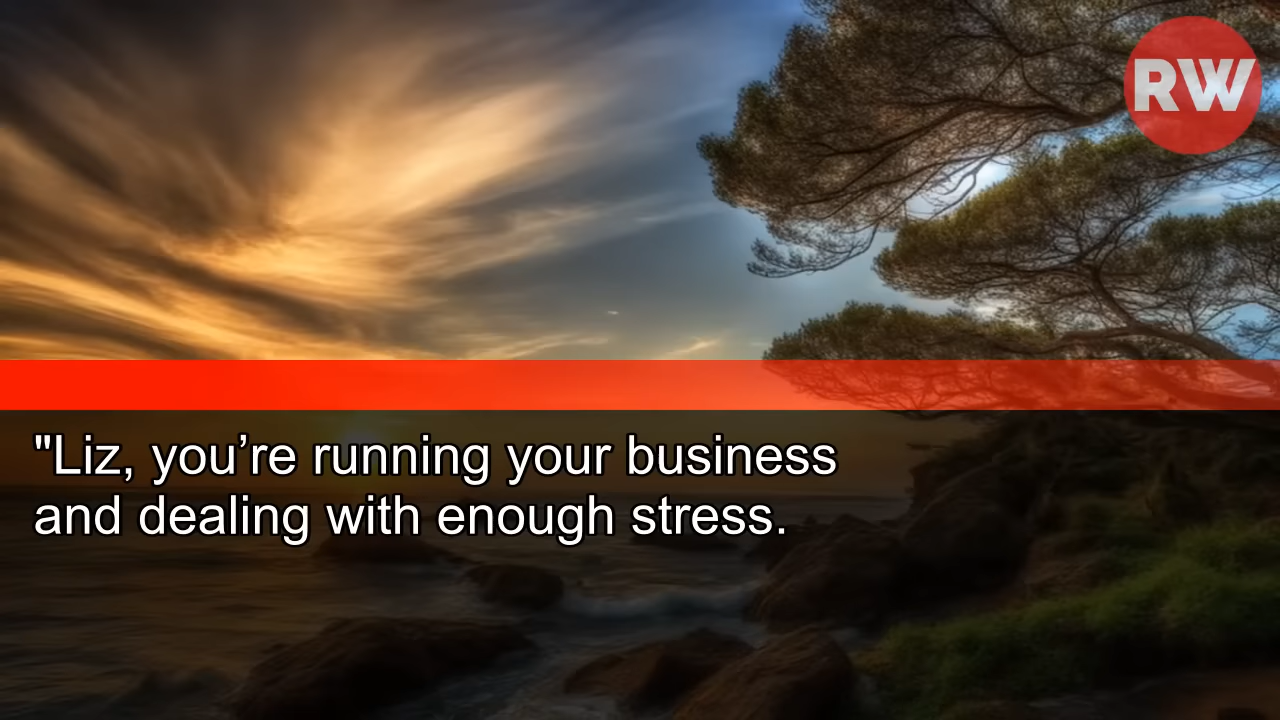 RW
"Liz, you’re running your business
and dealing with enough stress.